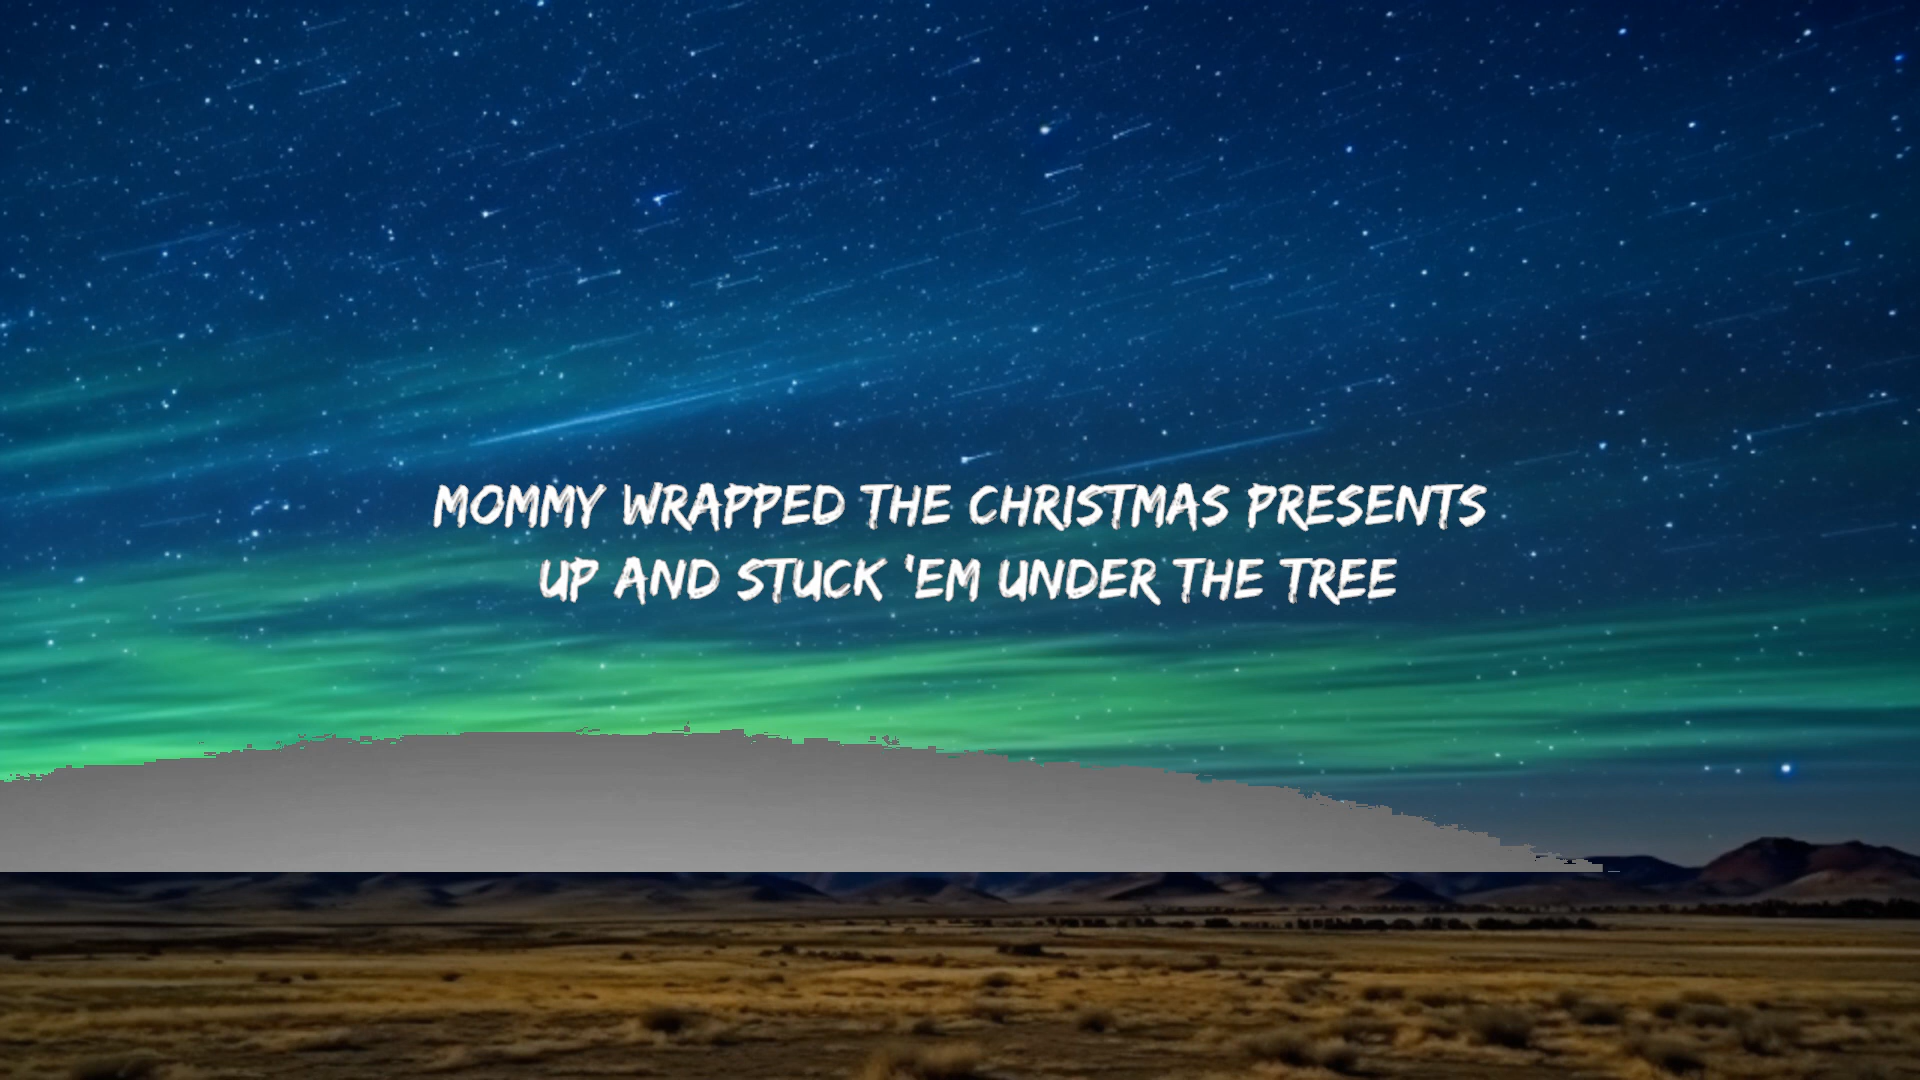 MOMMY WRAPPED THE CHRISTMAS PRESENTS
UP AND STUCK 'EM UNDER THE TREE